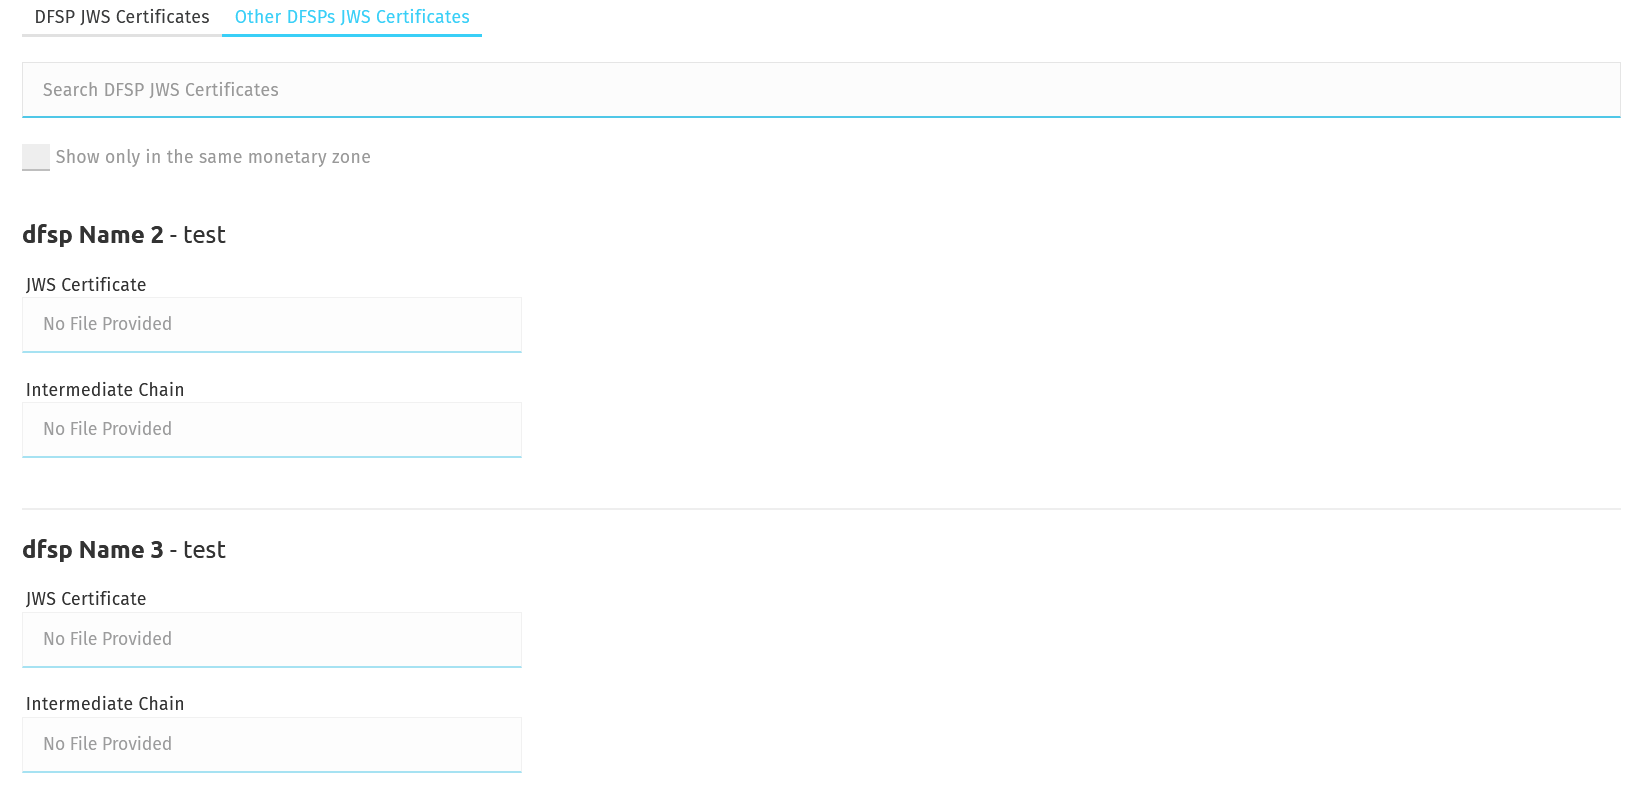 DFSP JWS Certificates Other DFSPs JWS Certificates
Search DFSP JWS Certificates
Show only in the same monetary zone
dfsp Name 2 - test
JWS Certificate
No File Provided
Intermediate Chain
No File Provided
dfsp Name 3 - test
JWS Certificate
No File Provided
Intermediate Chain
No File Provided